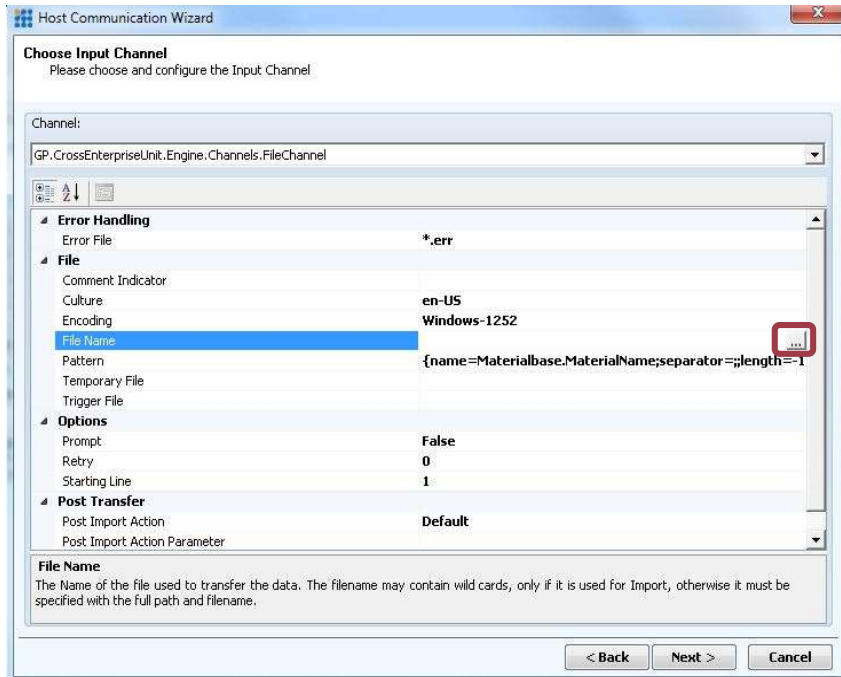 Host Communication Wizard
Choose Input Channel
Please choose and configure the Input Channel
Channel:
GP.CrossEnterpriseUnit.Engine.Channels.FileChannel
Error Handling
Error File *.err
File
Comment Indicator
Culture en-US
Encoding Windows-1252
File Name ...
Pattern {name=Materialbase.MaterialName;separator=;;length=-1
Temporary File
Trigger File
Options
Prompt False
Retry 0
Starting Line 1
Post Transfer
Post Import Action Default
Post Import Action Parameter
File Name
The Name of the file used to transfer the data. The filename may contain wild cards, only if it is used for Import, otherwise it must be
specified with the full path and filename.
< Back Next > Cancel